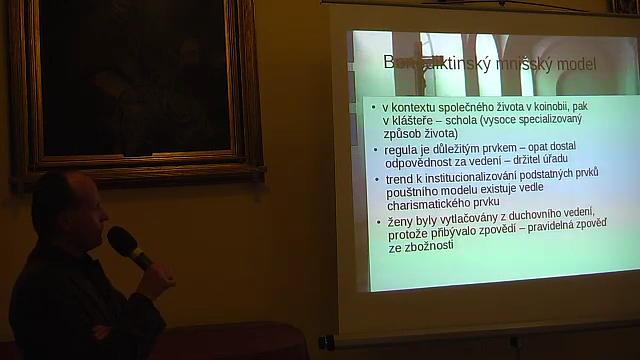 Benediktinský mnišský model
• v kontextu společného života v koinobii, pak
v klášteře – schola (vysoce specializovaný
způsob života)
• regula je důležitým prvkem – opat dostal
odpovědnost za vedení – držitel úřadu
• trend k institucionalizování podstatných prvků
pouštního modelu existuje vedle
charismatického prvku
• ženy byly vytlačovány z duchovního vedení,
protože přibývalo zpovědí – pravidelná zpověď
ze zbožnosti